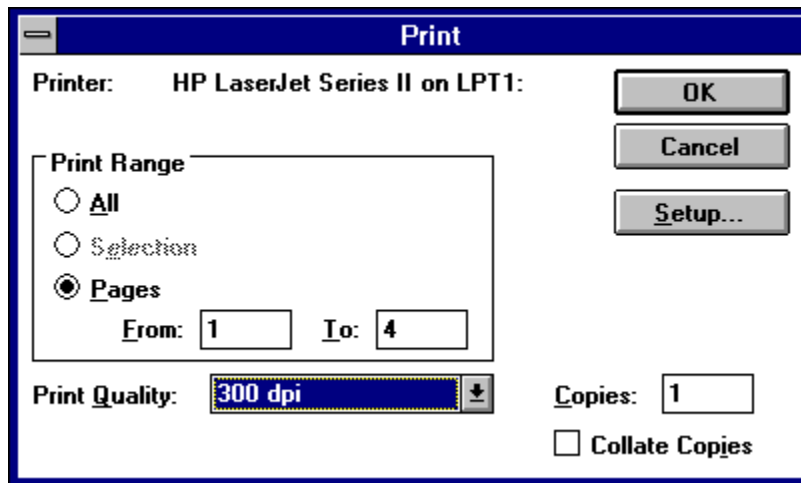 Print
Printer: HP LaserJet Series II on LPT1:
OK
Cancel
Setup...
Print Range
All
Selection
Pages
From: 1 To: 4
Print Quality: 300 dpi
Copies: 1
Collate Copies